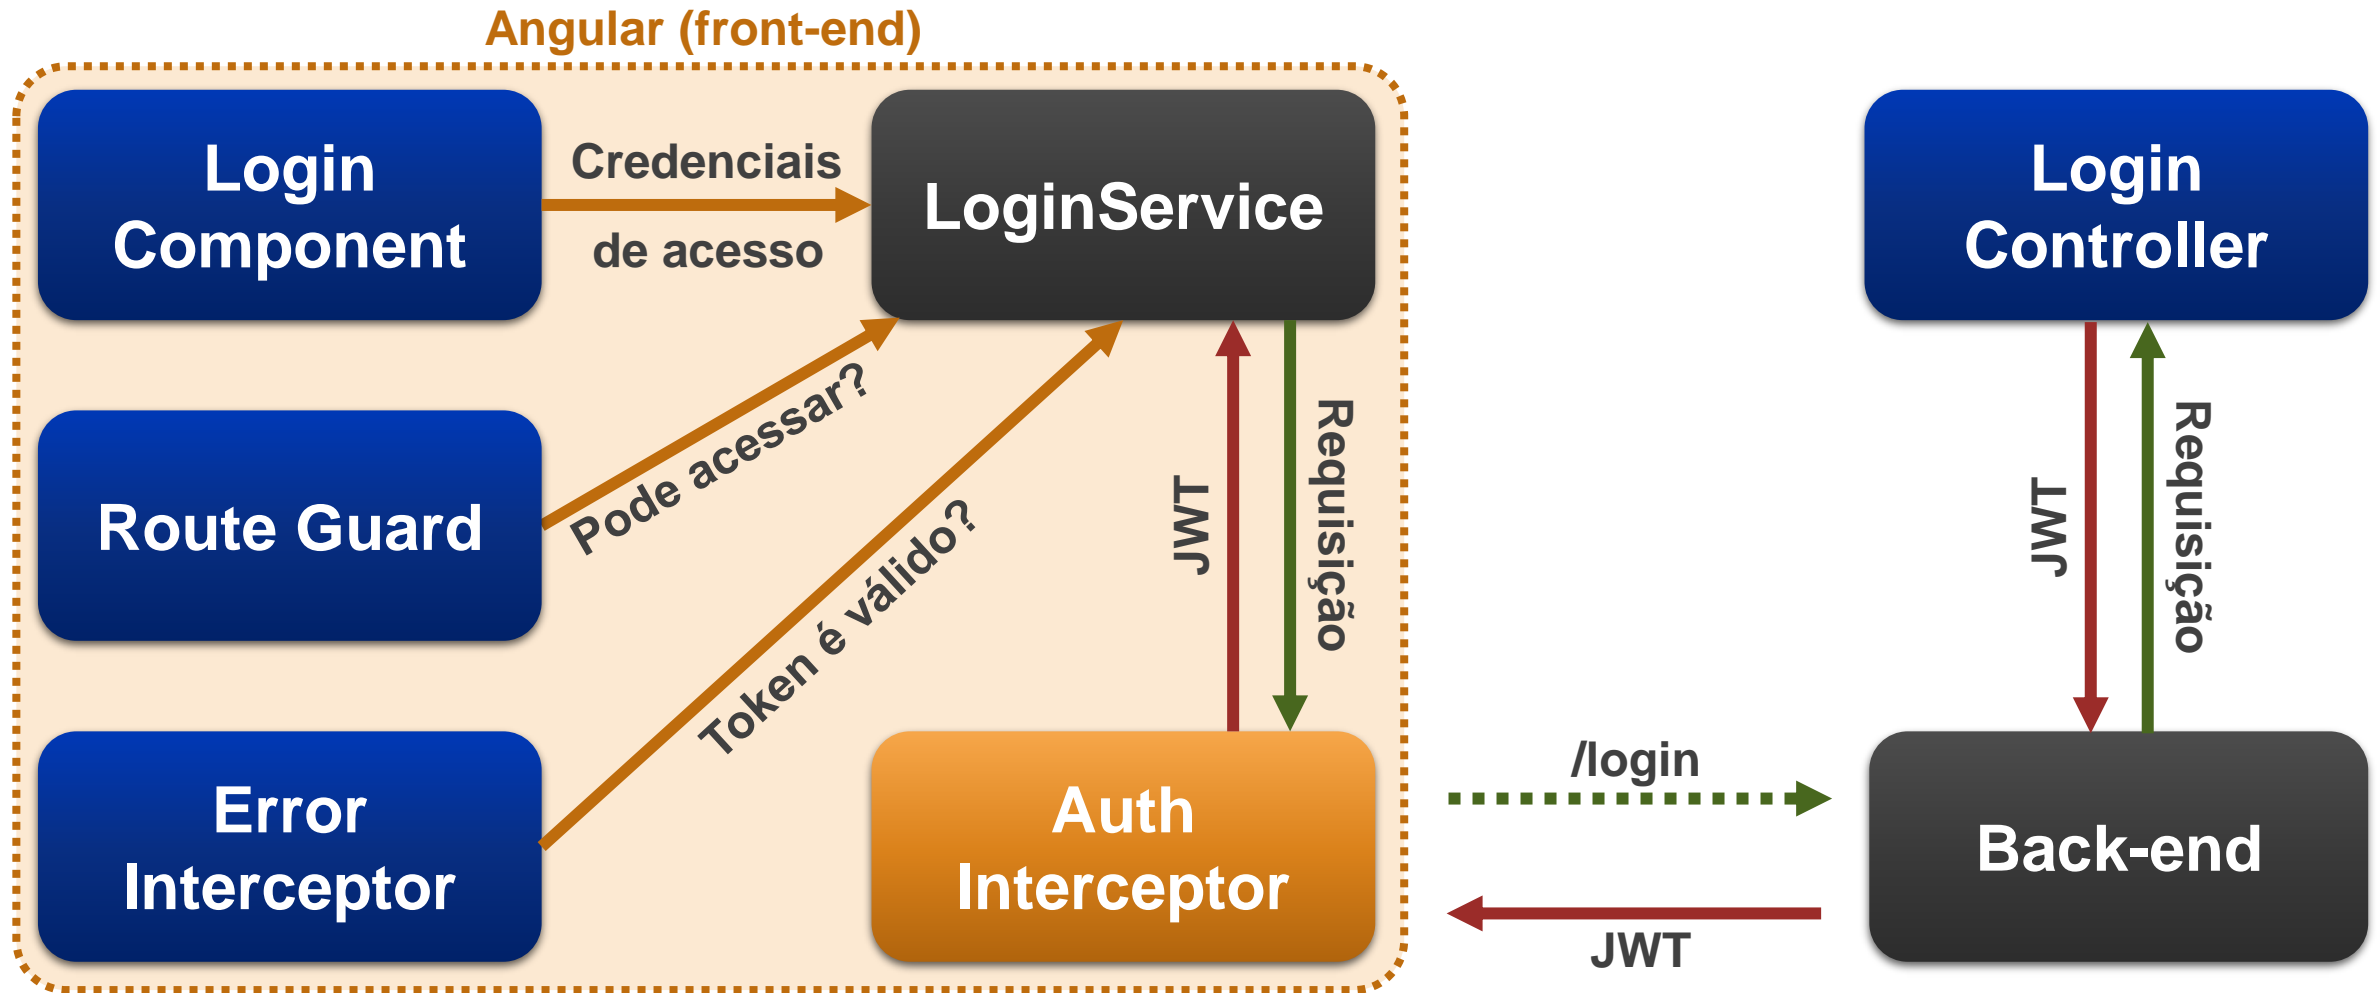 Angular (front-end)
Login
Component
Credenciais
de acesso
LoginService
Login
Controller
Route Guard
Pode acessar?
Token é válido?
JWT
Requisição
JWT
Requisição
Error
Interceptor
Auth
Interceptor
/login
JWT
Back-end